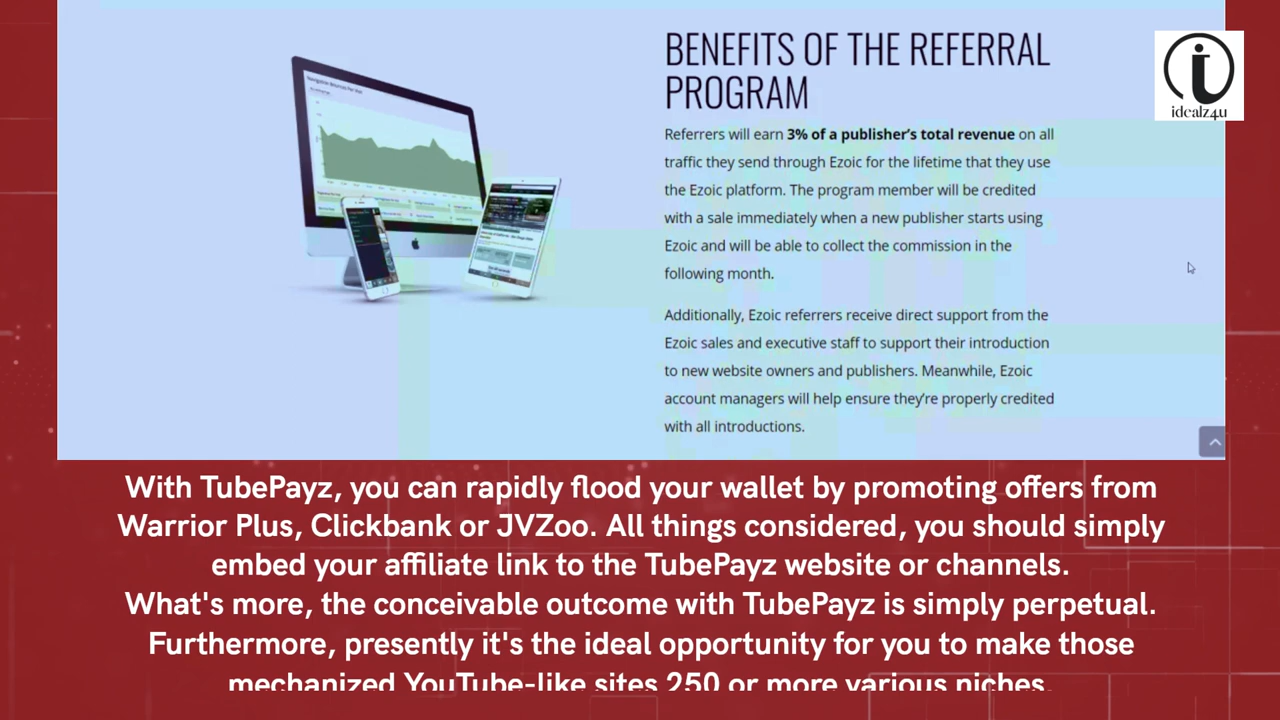 BENEFITS OF THE REFERRAL
PROGRAM
Referrers will earn 3% of a publisher's total revenue on all
traffic they send through Ezoic for the lifetime that they use
the Ezoic platform. The program member will be credited
with a sale immediately when a new publisher starts using
Ezoic and will be able to collect the commission in the
following month.
Additionally, Ezoic referrers receive direct support from the
Ezoic sales and executive staff to support their introduction
to new website owners and publishers. Meanwhile, Ezoic
account managers will help ensure they're properly credited
with all introductions.
idealz4u
With TubePayz, you can rapidly flood your wallet by promoting offers from
Warrior Plus, Clickbank or JVZoo. All things considered, you should simply
embed your affiliate link to the TubePayz website or channels.
What's more, the conceivable outcome with TubePayz is simply perpetual.
Furthermore, presently it's the ideal opportunity for you to make those
mechanized YouTube-like sites 250 or more various niches.